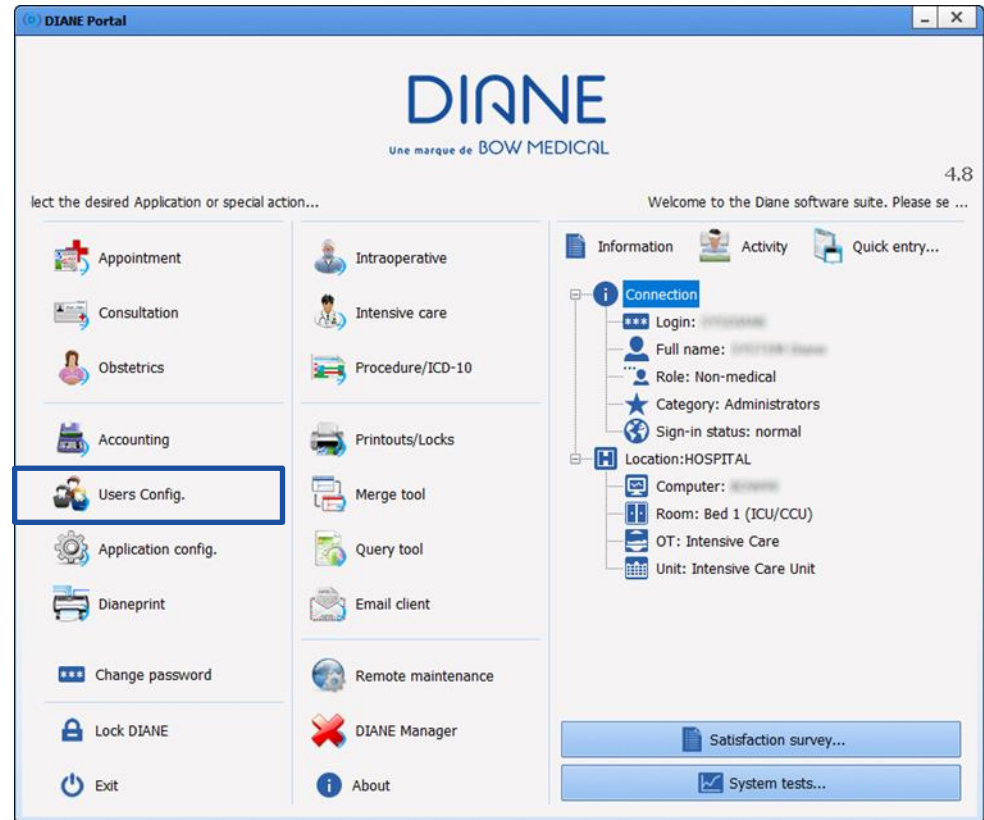 DIANE Portal
DIANE
Une marque de BOW MEDICAL
4.8
lect the desired Application or special action...
Welcome to the Diane software suite. Please se ...
Appointment
Consultation
Obstetrics
Accounting
Users Config.
Application config.
Dianeprint
Change password
Lock DIANE
Exit
Intraoperative
Intensive care
Procedure/ICD-10
Printouts/Locks
Merge tool
Query tool
Email client
Remote maintenance
DIANE Manager
About
Information
Activity
Quick entry...
Connection
Login:
Full name:
Role: Non-medical
Category: Administrators
Sign-in status: normal
Location:HOSPITAL
Computer:
Room: Bed 1 (ICU/CCU)
OT: Intensive Care
Unit: Intensive Care Unit
Satisfaction survey...
System tests...